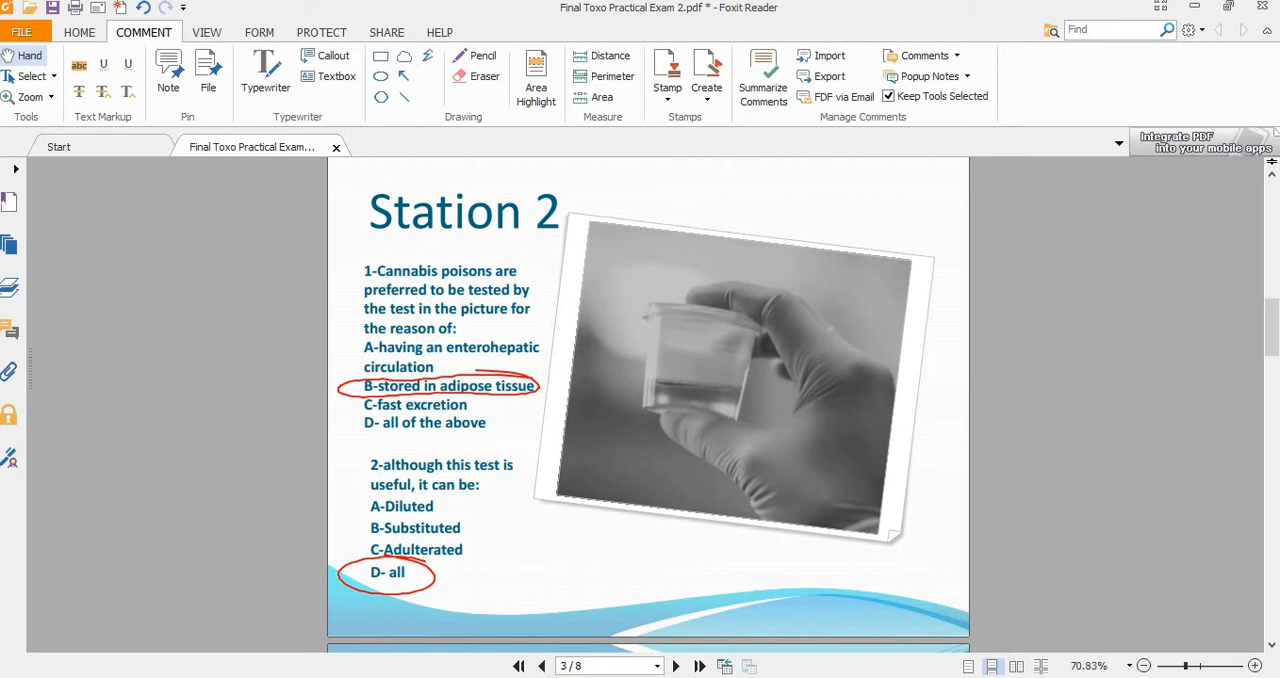 Final Toxo Practical Exam 2.pdf * - Foxit Reader
FILE HOME COMMENT VIEW FORM PROTECT SHARE HELP
Find
Hand
Select
Zoom
Tools
Text Markup
Note
File
Pin
Typewriter
Callout
Textbox
Typewriter
Pencil
Eraser
Area
Highlight
Drawing
Distance
Perimeter
Area
Measure
Stamp
Create
Stamps
Summarize
Comments
Import
Export
FDF via Email
Comments
Popup Notes
Keep Tools Selected
Manage Comments
Start
Final Toxo Practical Exam...
Integrate PDF
into your mobile apps
Station 2
1-Cannabis poisons are
preferred to be tested by
the test in the picture for
the reason of:
A-having an enterohepatic
circulation
B-stored in adipose tissue
C-fast excretion
D- all of the above
2-although this test is
useful, it can be:
A-Diluted
B-Substituted
C-Adulterated
D- all
3 / 8
70.83%